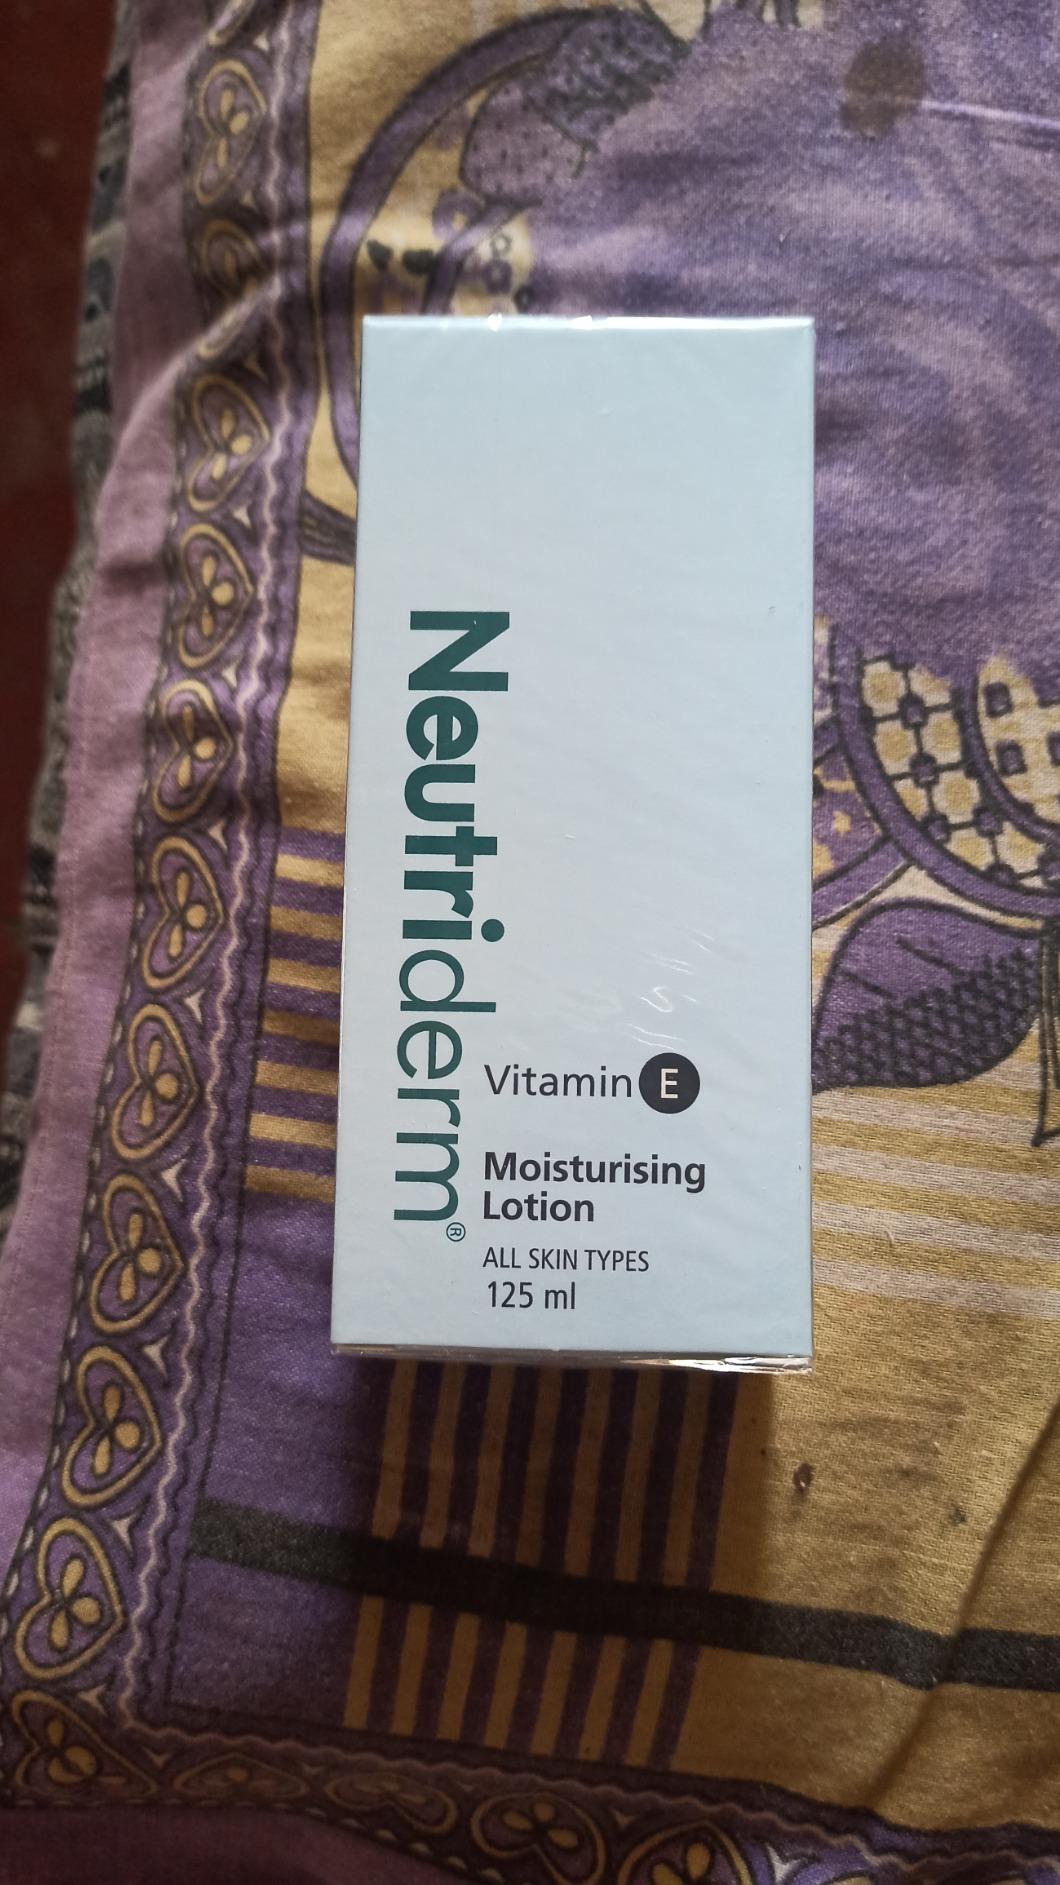 Neutriderm®
Vitamin E
Moisturising
Lotion
ALL SKIN TYPES
125 ml